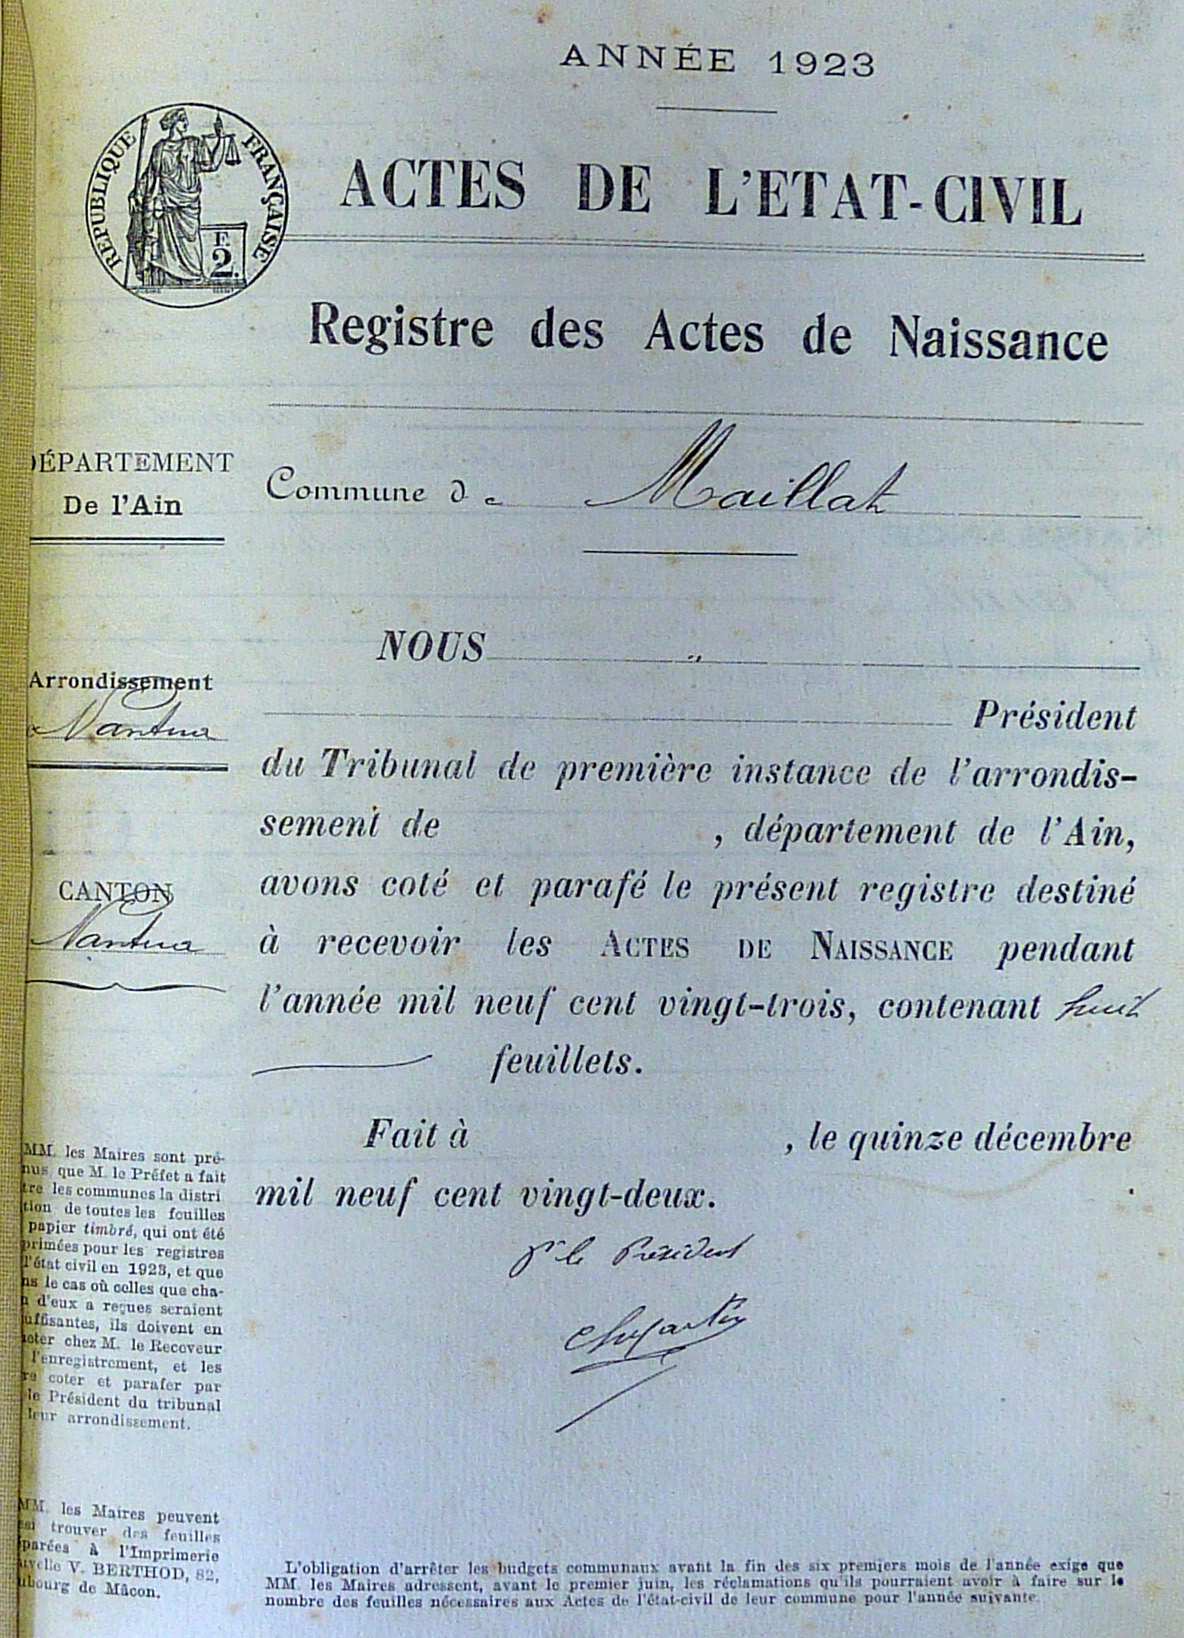 ANNÉE 1923
RÉPUBLIQUE FRANÇAISE
F.
2.
ACTES DE L'ETAT-CIVIL
Registre des Actes de Naissance
DÉPARTEMENT
De l'Ain
Commune de Maillat
Arrondissement
Nantua
CANTON
Nantua
NOUS "
Président
du Tribunal de première instance de l'arrondis-
sement de , département de l'Ain,
avons coté et parafé le présent registre destiné
à recevoir les ACTES DE NAISSANCE pendant
l'année mil neuf cent vingt-trois, contenant huit
feuillets.
Fait à , le quinze décembre
mil neuf cent vingt-deux.
Pr le Président
MM. les Maires sont pré-
nus que M. le Préfet a fait
tre les communes la distri
tion de toutes les feuilles
papier timbré, qui ont été
primées pour les registres
l'état civil en 1923, et que
ns le cas où celles que cha-
n d'eux a reçues seraient
uffisantes, ils doivent en
heter chez M. le Receveur
l'enregistrement, et les
re coter et parafer par
le Président du tribunal
leur arrondissement.
MM. les Maires peuvent
ssi trouver des feuilles
parées à l'Imprimerie
uvelle V. BERTHOD, 82,
ubourg de Mâcon.
L'obligation d'arrêter les budgets communaux avant la fin des six premiers mois de l'année exige que
MM. les Maires adressent, avant le premier juin, les réclamations qu'ils pourraient avoir à faire sur le
nombre des feuilles nécessaires aux Actes de l'état-civil de leur commune pour l'année suivante.